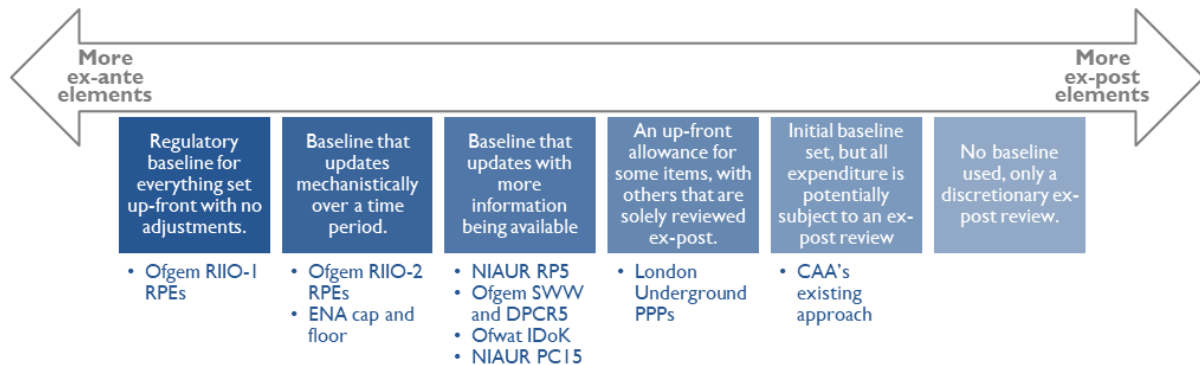 More
ex-ante
elements
More
ex-post
elements
Regulatory
baseline for
everything set
up-front with no
adjustments.
Baseline that
updates
mechanistically
over a time
period.
Baseline that
updates with
more
information
being available
An up-front
allowance for
some items, with
others that are
solely reviewed
ex-post.
Initial baseline
set, but all
expenditure is
potentially
subject to an ex-
post review
No baseline
used, only a
discretionary ex-
post review.
• Ofgem RIIO-1
RPEs
• Ofgem RIIO-2
RPEs
• ENA cap and
floor
• NIAUR RP5
• Ofgem SWW
and DPCR5
• Ofwat IDoK
• NIAUR PC15
• London
Underground
PPPs
• CAA's
existing
approach